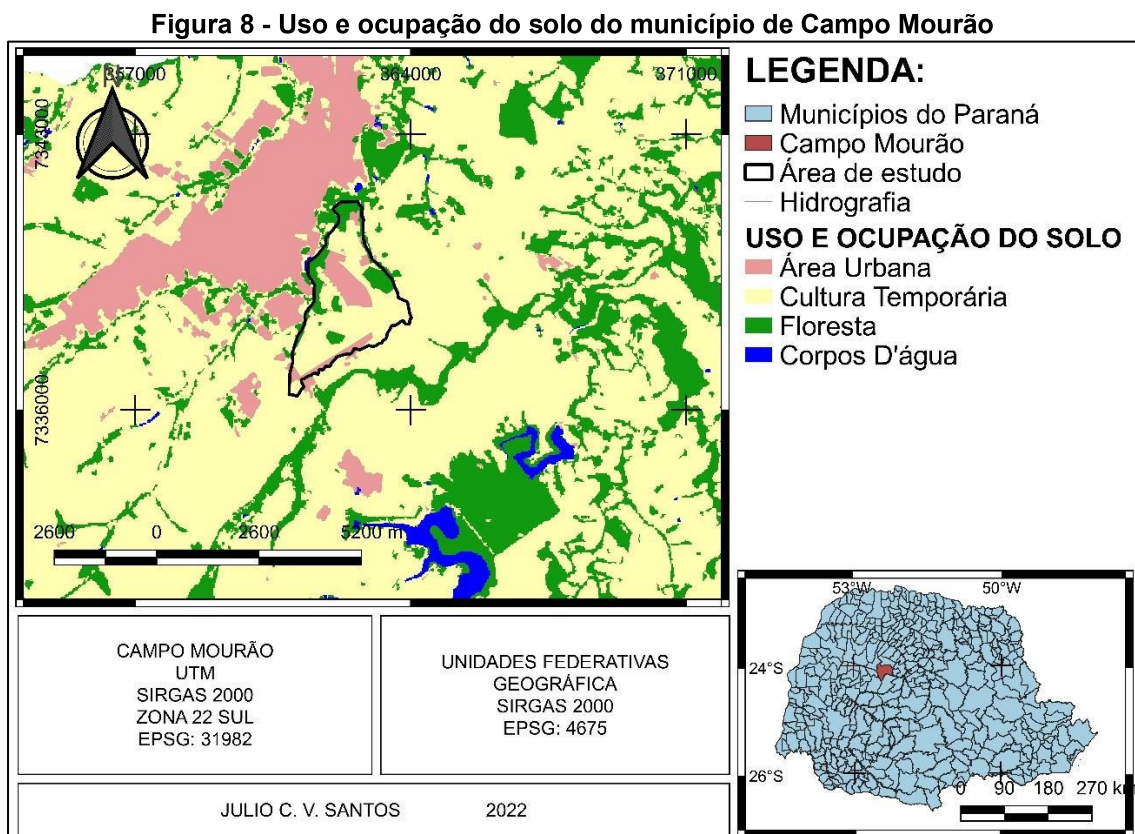 Figura 8 - Uso e ocupação do solo do município de Campo Mourão
357000
364000
371000
7343000
7336000
2600 0 2600 5200 m
LEGENDA:
Municípios do Paraná
Campo Mourão
Área de estudo
Hidrografia
USO E OCUPAÇÃO DO SOLO
Área Urbana
Cultura Temporária
Floresta
Corpos D'água
CAMPO MOURÃO
UTM
SIRGAS 2000
ZONA 22 SUL
EPSG: 31982
UNIDADES FEDERATIVAS
GEOGRÁFICA
SIRGAS 2000
EPSG: 4675
JULIO C. V. SANTOS 2022
53°W 50°W
24°S
26°S
0 90 180 270 km